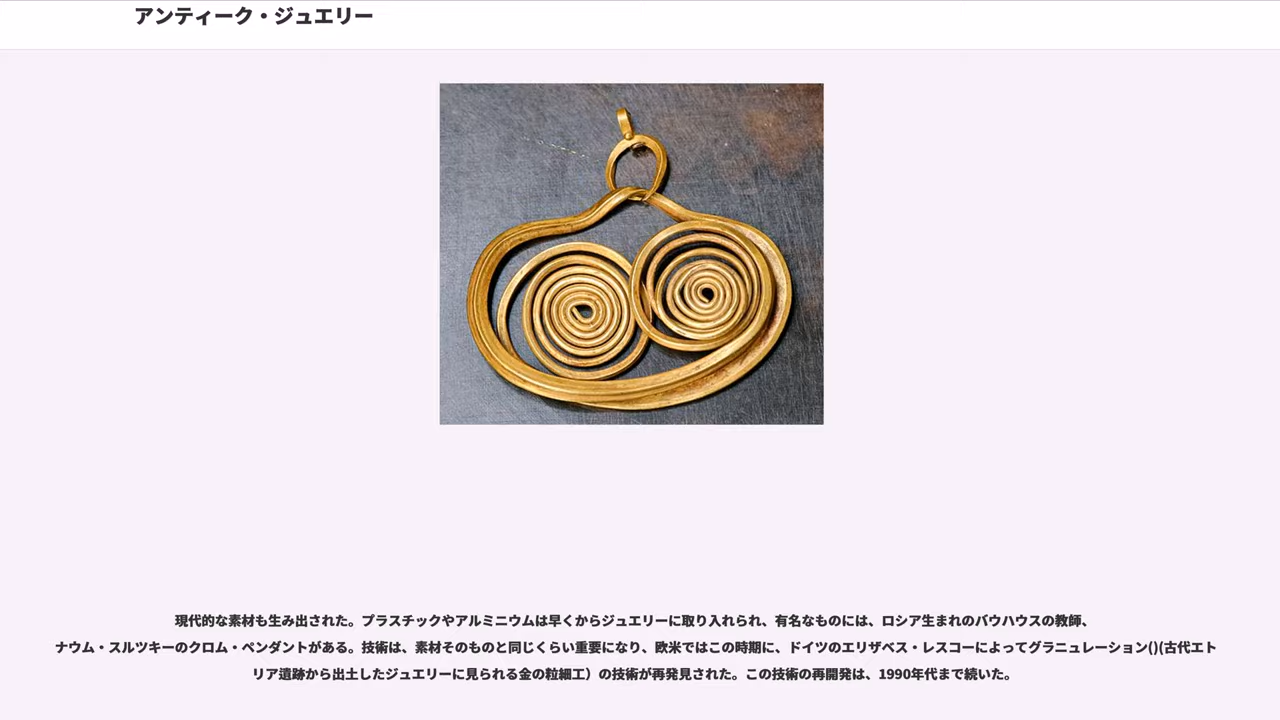 アンティーク・ジュエリー
現代的な素材も生み出された。プラスチックやアルミニウムは早くからジュエリーに取り入れられ、有名なものには、ロシア生まれのバウハウスの教師、
ナウム・スルツキーのクロム・ペンダントがある。技術は、素材そのものと同じくらい重要になり、欧米ではこの時期に、ドイツのエリザベス・レスコーによってグラニュレーション()(古代エト
リア遺跡から出土したジュエリーに見られる金の粒細工）の技術が再発見された。この技術の再開発は、1990年代まで続いた。